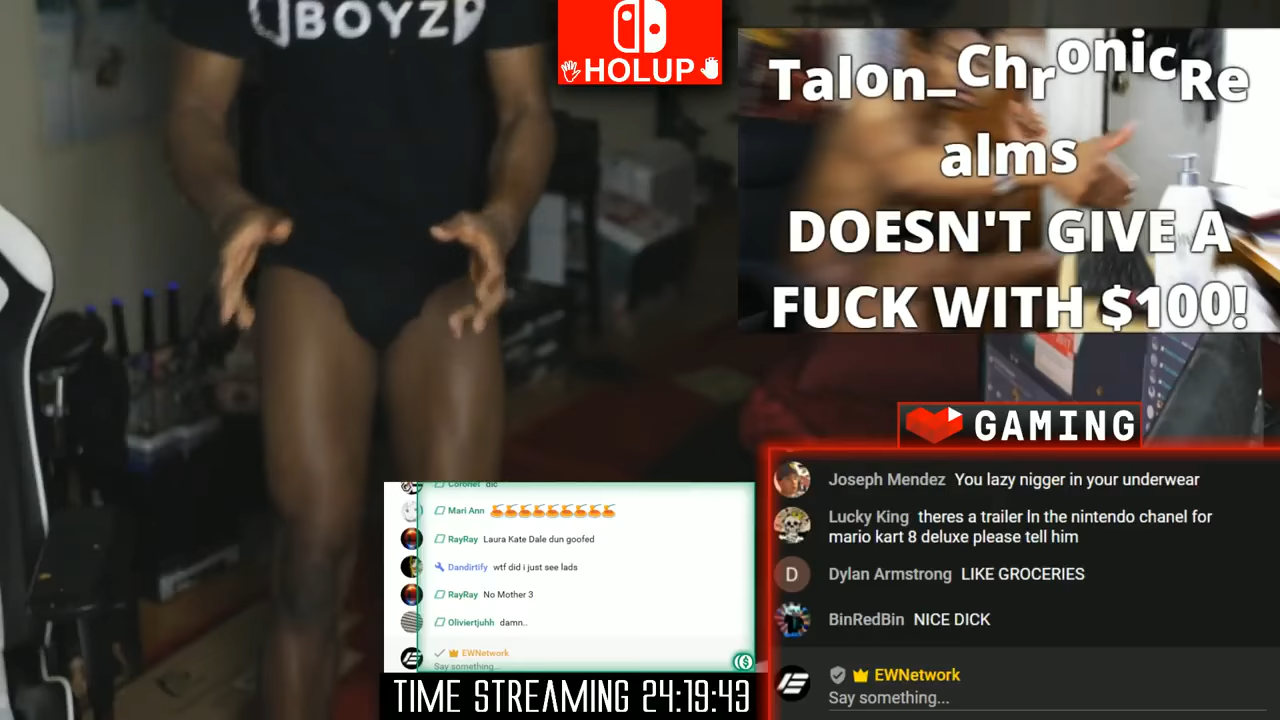 BOYZ
HOLUP
Talon_ChronicRe
alms
DOESN'T GIVE A
FUCK WITH $100!
GAMING
Coronet dic
Mari Ann
RayRay Laura Kate Dale dun goofed
Dandirtify wtf did i just see lads
RayRay No Mother 3
Oliviertjuhh damn..
EWNetwork
Say something...
TIME STREAMING 24:19:43
Joseph Mendez You lazy nigger in your underwear
Lucky King theres a trailer ln the nintendo chanel for
mario kart 8 deluxe please tell him
D Dylan Armstrong LIKE GROCERIES
BinRedBin NICE DICK
EWNetwork
Say something...